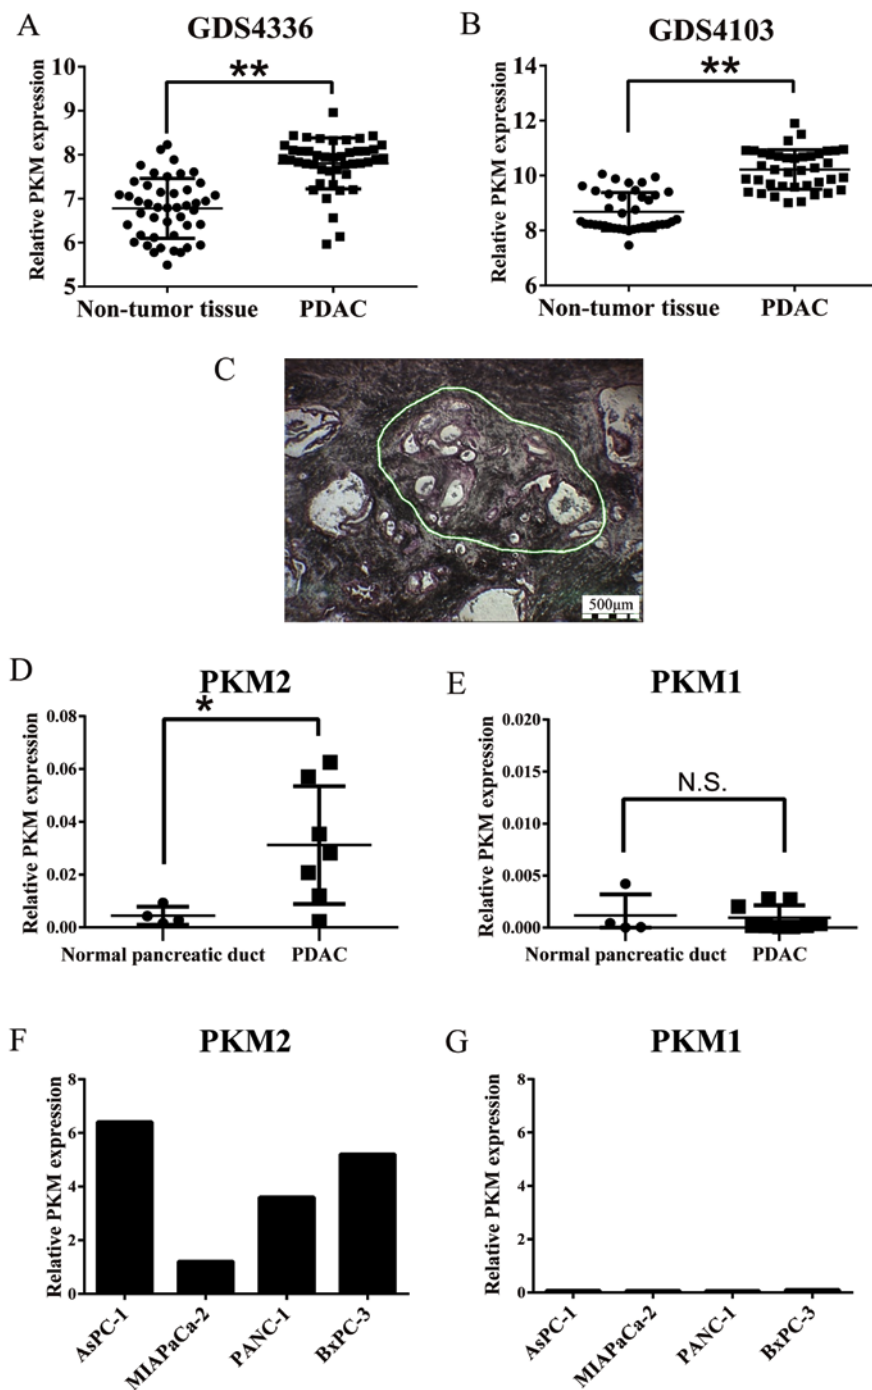 A
GDS4336
Relative PKM expression
10
9
8
7
6
5
**
Non-tumor tissue
PDAC
B
GDS4103
Relative PKM expression
14
12
10
8
6
**
Non-tumor tissue
PDAC
C
500μm
D
PKM2
Relative PKM expression
0.08
0.06
0.04
0.02
0.00
*
Normal pancreatic duct
PDAC
E
PKM1
Relative PKM expression
0.020
0.015
0.010
0.005
0.000
N.S.
Normal pancreatic duct
PDAC
F
PKM2
Relative PKM expression
8
6
4
2
0
AsPC-1
MIAPaCa-2
PANC-1
BxPC-3
G
PKM1
Relative PKM expression
8
6
4
2
0
AsPC-1
MIAPaCa-2
PANC-1
BxPC-3